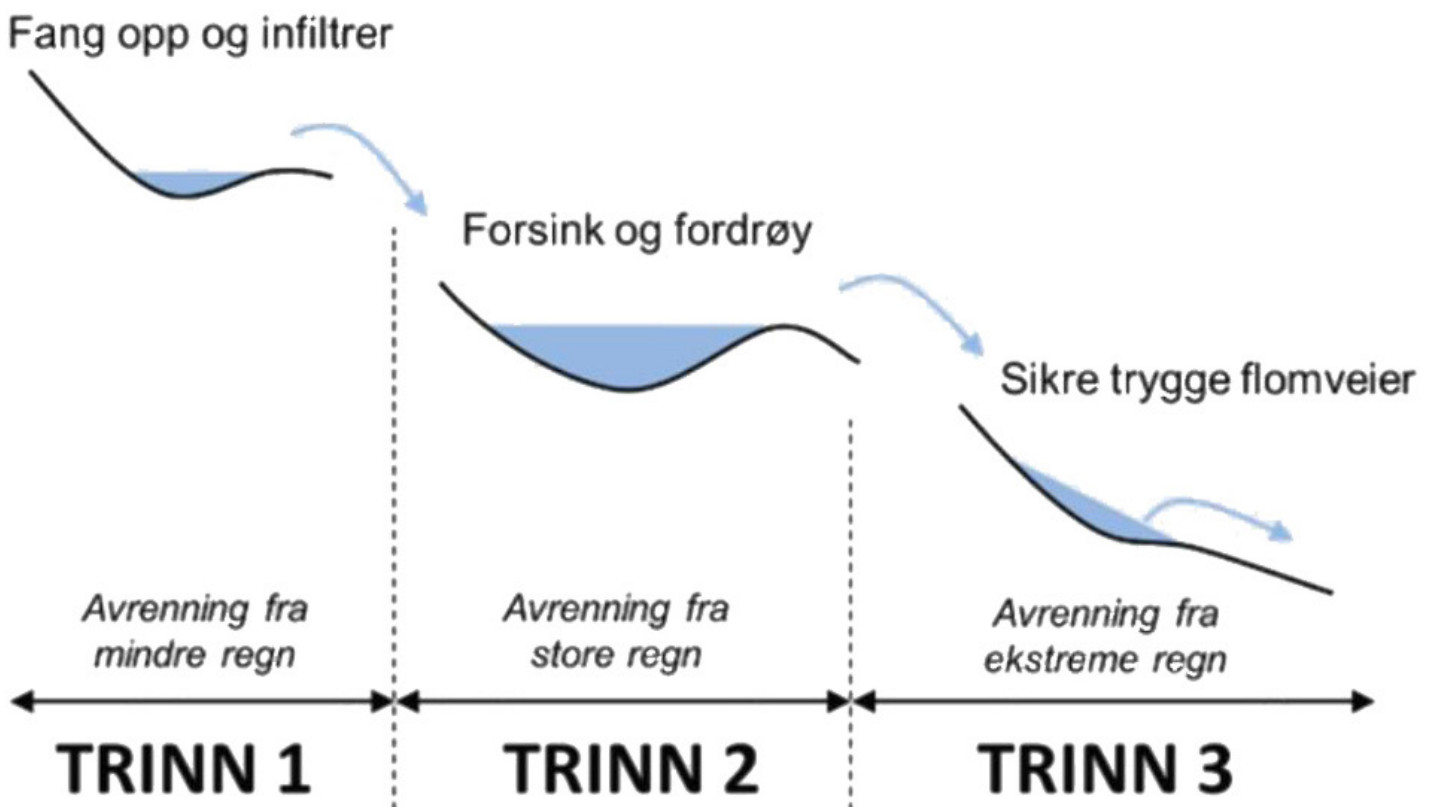 Fang opp og infiltrer
Forsink og fordrøy
Sikre trygge flomveier
Avrenning fra
mindre regn
Avrenning fra
store regn
Avrenning fra
ekstreme regn
TRINN 1
TRINN 2
TRINN 3